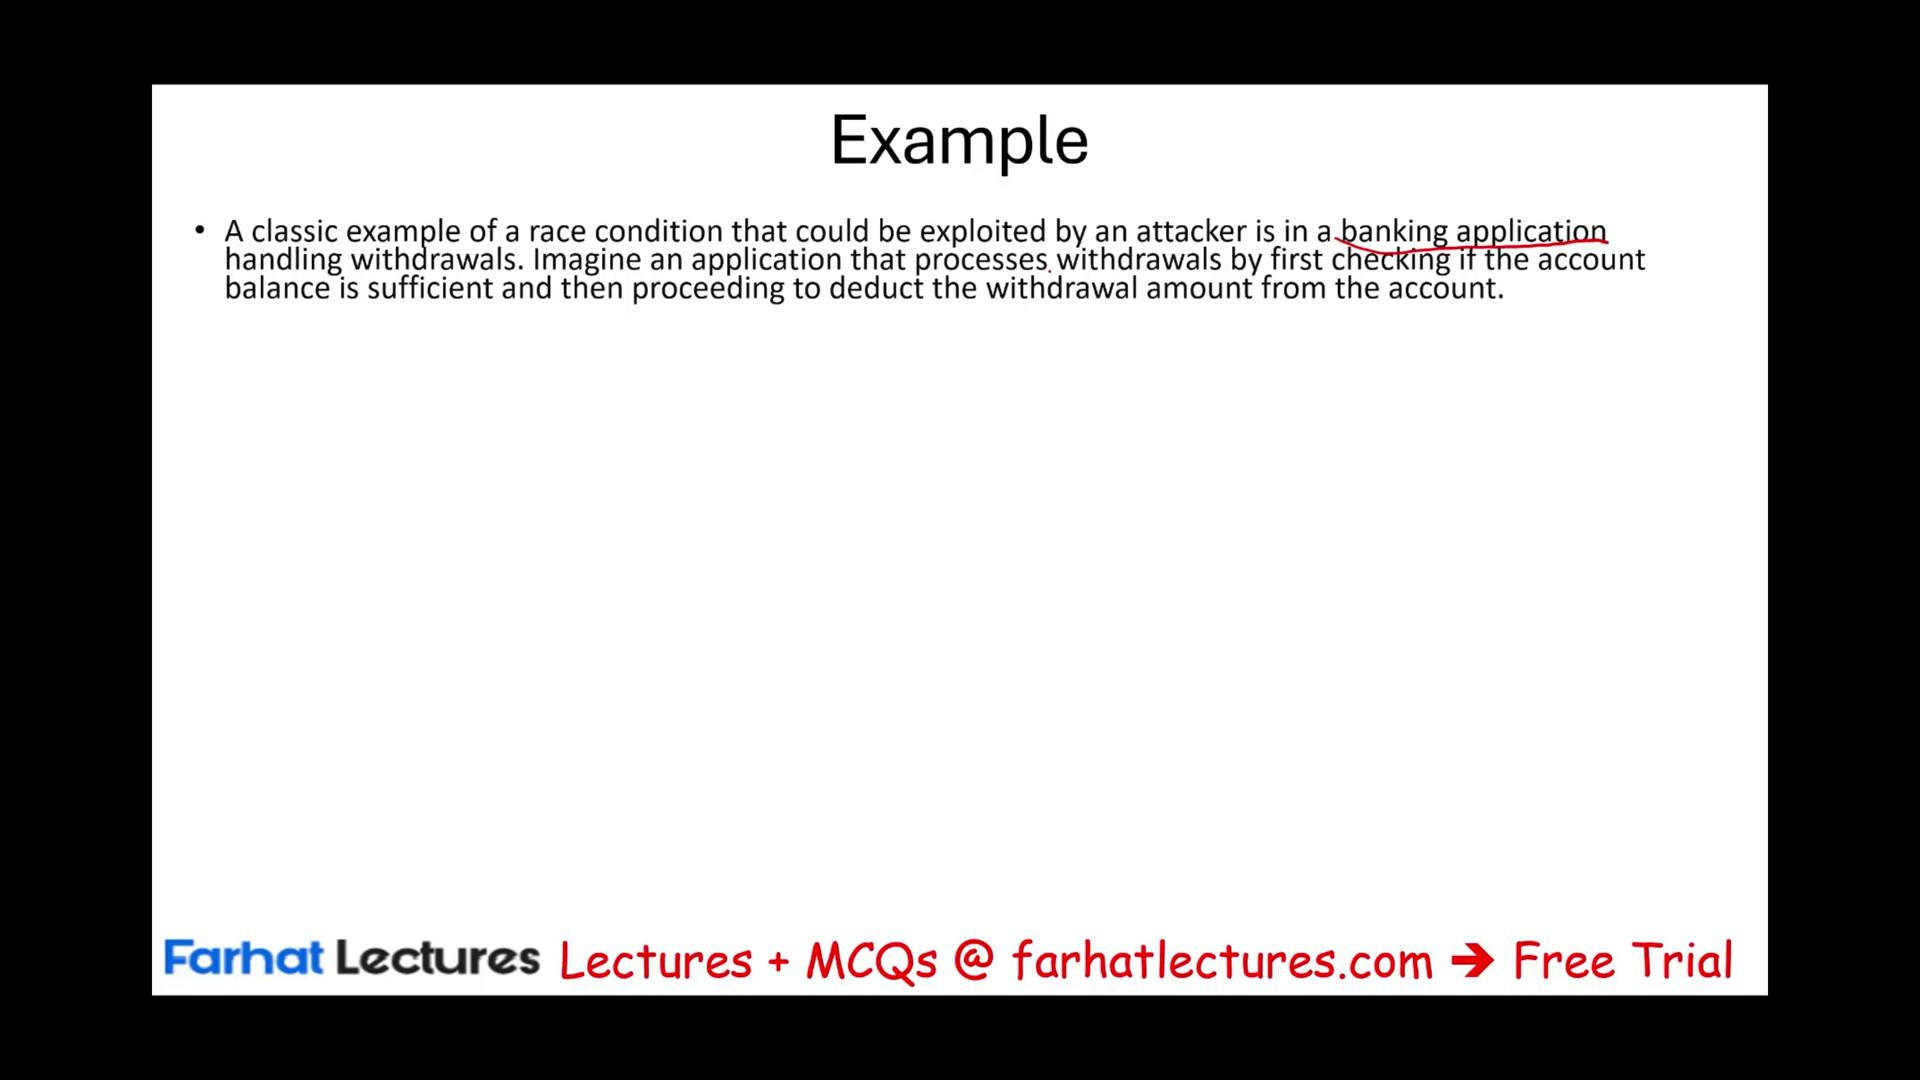 Example
• A classic example of a race condition that could be exploited by an attacker is in a banking application
handling withdrawals. Imagine an application that processes withdrawals by first checking if the account
balance is sufficient and then proceeding to deduct the withdrawal amount from the account.
Farhat Lectures Lectures + MCQs @ farhatlectures.com ➔ Free Trial